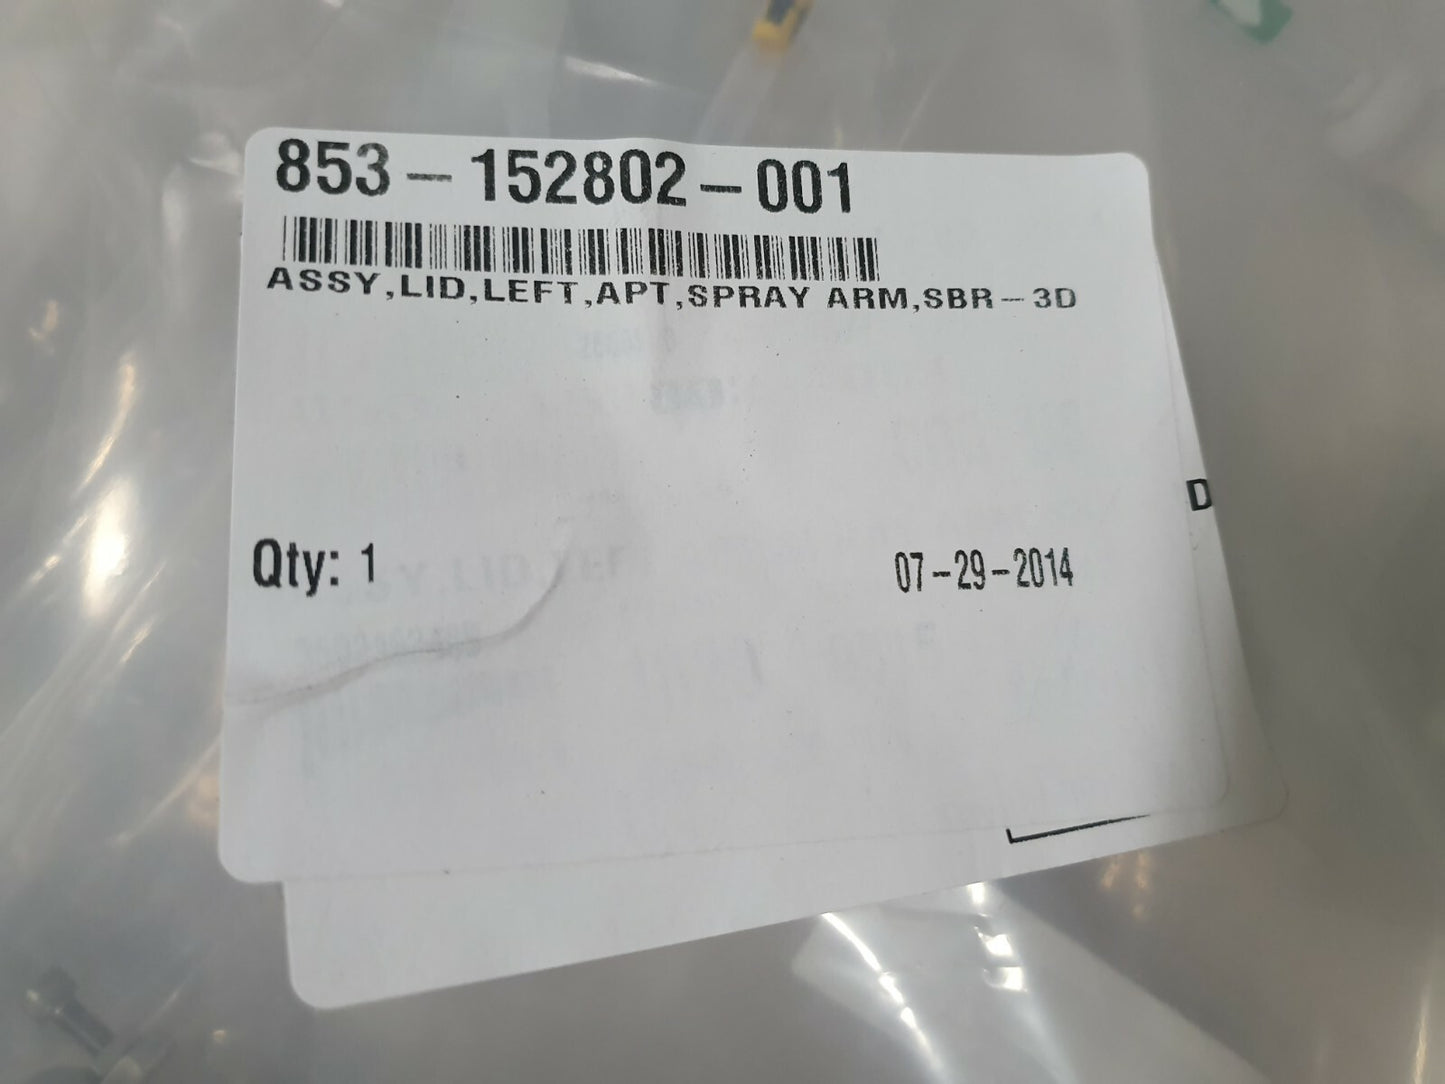 853-152802-001
ASSY,LID,LEFT,APT,SPRAY ARM,SBR-3D
D
Qty: 1
07-29-2014